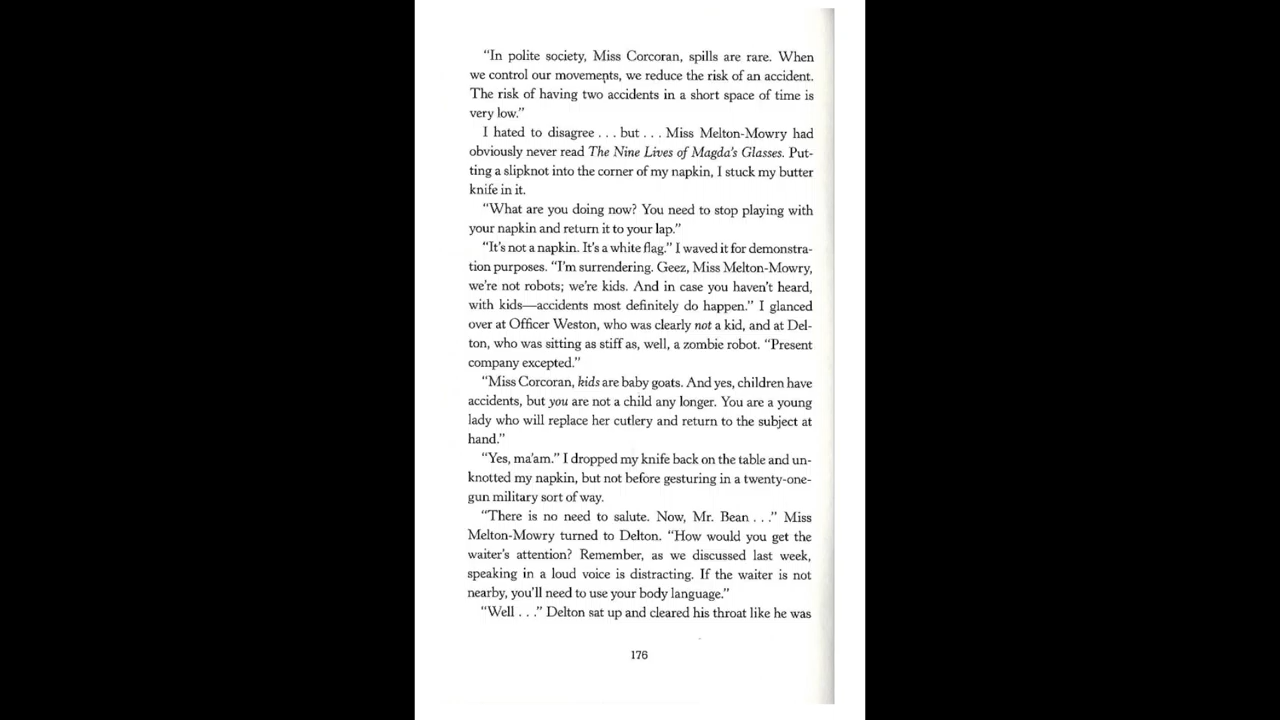 “In polite society, Miss Corcoran, spills are rare. When
we control our movements, we reduce the risk of an accident.
The risk of having two accidents in a short space of time is
very low.”
I hated to disagree . . . but . . . Miss Melton-Mowry had
obviously never read The Nine Lives of Magda’s Glasses. Put-
ting a slipknot into the corner of my napkin, I stuck my butter
knife in it.
“What are you doing now? You need to stop playing with
your napkin and return it to your lap.”
“It’s not a napkin. It’s a white flag.” I waved it for demonstra-
tion purposes. “I’m surrendering. Geez, Miss Melton-Mowry,
we’re not robots; we’re kids. And in case you haven’t heard,
with kids—accidents most definitely do happen.” I glanced
over at Officer Weston, who was clearly not a kid, and at Del-
ton, who was sitting as stiff as, well, a zombie robot. “Present
company excepted.”
“Miss Corcoran, kids are baby goats. And yes, children have
accidents, but you are not a child any longer. You are a young
lady who will replace her cutlery and return to the subject at
hand.”
“Yes, ma’am.” I dropped my knife back on the table and un-
knotted my napkin, but not before gesturing in a twenty-one-
gun military sort of way.
“There is no need to salute. Now, Mr. Bean . . .” Miss
Melton-Mowry turned to Delton. “How would you get the
waiter’s attention? Remember, as we discussed last week,
speaking in a loud voice is distracting. If the waiter is not
nearby, you’ll need to use your body language.”
“Well . . .” Delton sat up and cleared his throat like he was
176